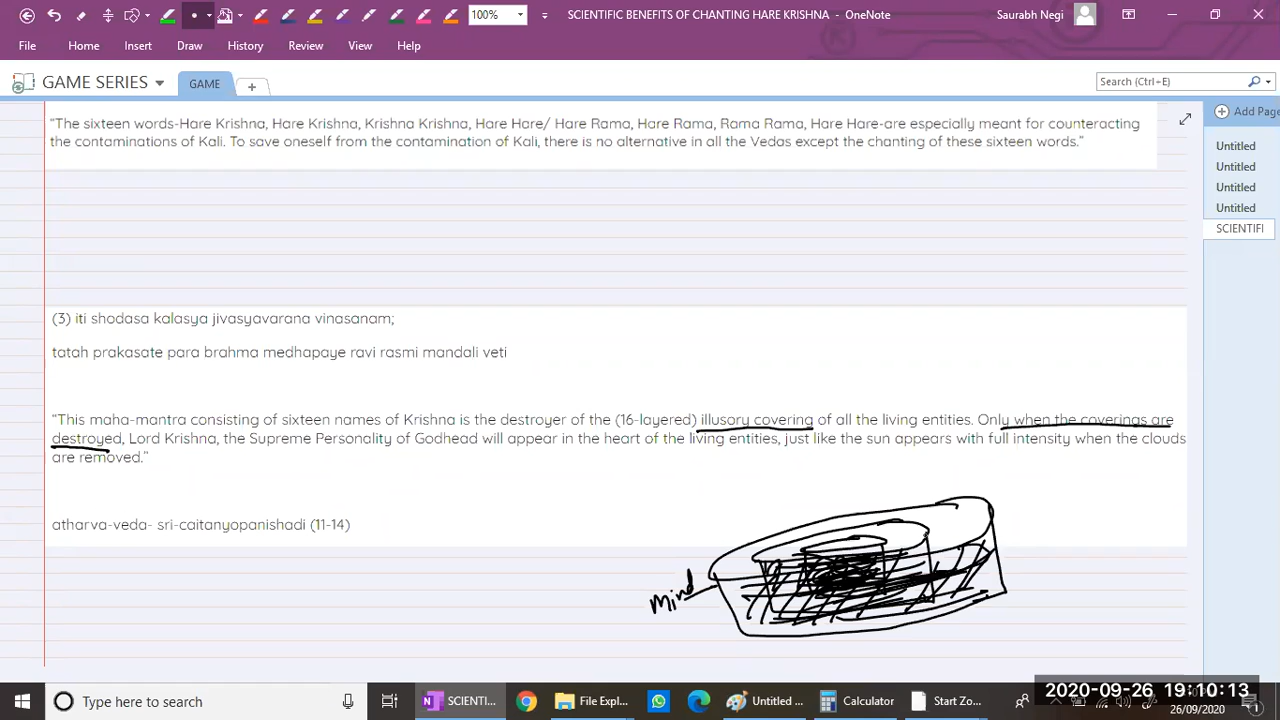 100%
SCIENTIFIC BENEFITS OF CHANTING HARE KRISHNA - OneNote
Saurabh Negi
File Home Insert Draw History Review View Help
GAME SERIES GAME
Search (Ctrl+E)
Add Page
Untitled
Untitled
Untitled
Untitled
SCIENTIFI
“The sixteen words-Hare Krishna, Hare Krishna, Krishna Krishna, Hare Hare/ Hare Rama, Hare Rama, Rama Rama, Hare Hare-are especially meant for counteracting
the contaminations of Kali. To save oneself from the contamination of Kali, there is no alternative in all the Vedas except the chanting of these sixteen words.”
(3) iti shodasa kalasya jivasyavarana vinasanam;
tatah prakasate para brahma medhapaye ravi rasmi mandali veti
“This maha-mantra consisting of sixteen names of Krishna is the destroyer of the (16-layered) illusory covering of all the living entities. Only when the coverings are
destroyed, Lord Krishna, the Supreme Personality of Godhead will appear in the heart of the living entities, just like the sun appears with full intensity when the clouds
are removed.”
atharva-veda- sri-caitanyopanishadi (11-14)
Mind
Type here to search
SCIENTI...
File Expl...
Untitled ...
Calculator
Start Zo...
2020-09-26 19:10:13
26/09/2020